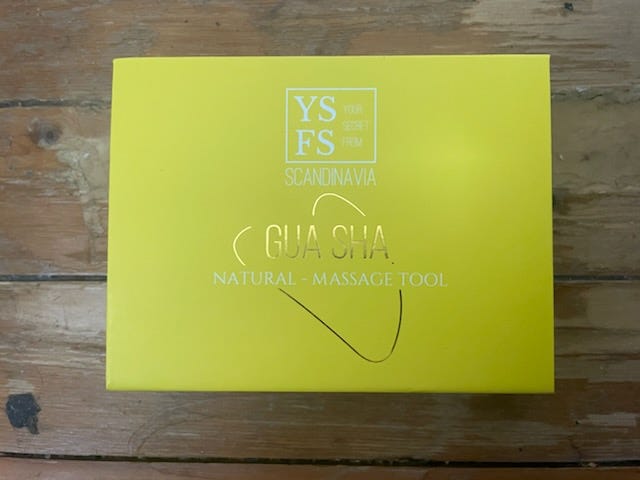 YS YOUR
SECRET
FS FROM
SCANDINAVIA
GUA SHA
NATURAL - MASSAGE TOOL